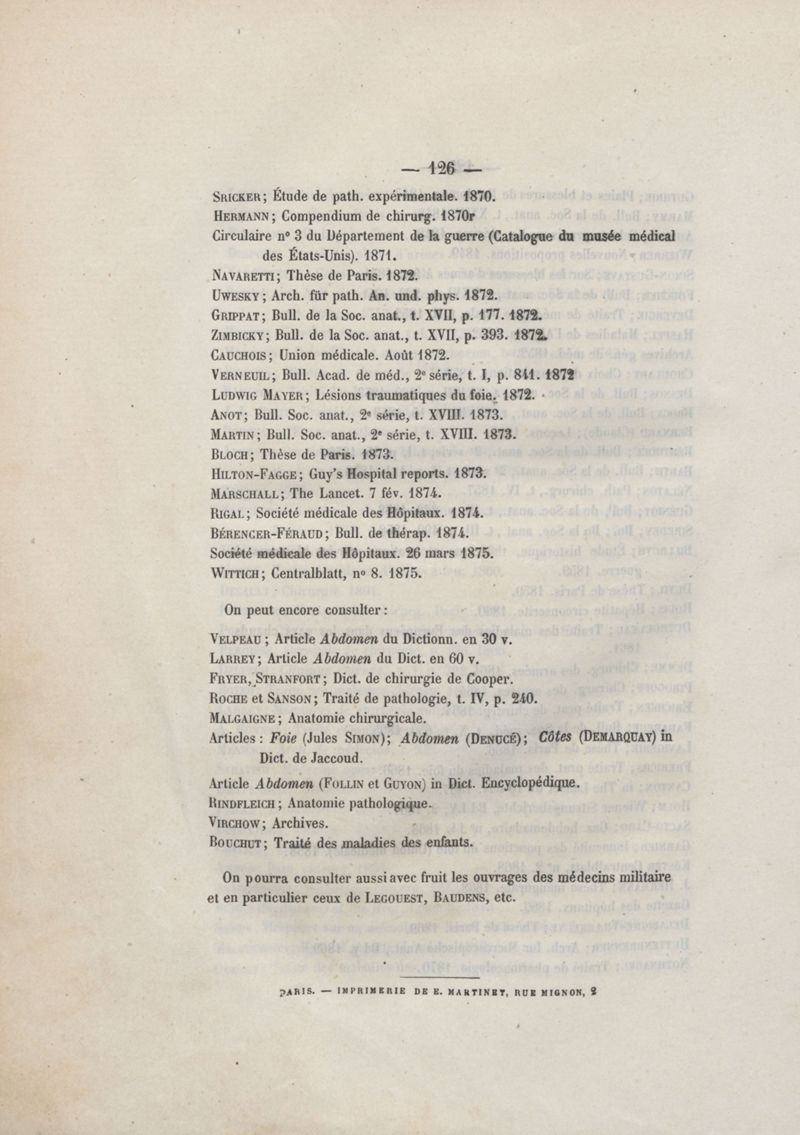 — 126 —
SRICKER; Étude de path. expérimentale. 1870.
HERMANN; Compendium de chirurg. 1870r
Circulaire n° 3 du Département de la guerre (Catalogue du musée médical
des États-Unis). 1871.
NAVARETTI; Thèse de Paris. 1872.
UWESKY; Arch. für path. An. und. phys. 1872.
GRIPPAT; Bull. de la Soc. anat., t. XVII, p. 177. 1872.
ZIMBICKY; Bull. de la Soc. anat., t. XVII, p. 393. 1872.
CAUCHOIS; Union médicale. Août 1872.
VERNEUIL; Bull. Acad. de méd., 2e série, t. I, p. 841. 1872
LUDWIG MAYER; Lésions traumatiques du foie. 1872.
ANOT; Bull. Soc. anat., 2e série, t. XVIII. 1873.
MARTIN; Bull. Soc. anat., 2e série, t. XVIII. 1873.
BLOCH; Thèse de Paris. 1873.
HILTON-FAGGE; Guy's Hospital reports. 1873.
MARSCHALL; The Lancet. 7 fév. 1874.
RIGAL; Société médicale des Hôpitaux. 1874.
BÉRENGER-FÉRAUD; Bull. de thérap. 1874.
Société médicale des Hôpitaux. 26 mars 1875.
WITTICH; Centralblatt, n° 8. 1875.
On peut encore consulter:
VELPEAU; Article Abdomen du Dictionn. en 30 v.
LARREY; Article Abdomen du Dict. en 60 v.
FRYER, STRANFORT; Dict. de chirurgie de Cooper.
ROCHE et SANSON; Traité de pathologie, t. IV, p. 240.
MALGAIGNE; Anatomie chirurgicale.
Articles: Foie (Jules SIMON); Abdomen (DENUCÉ); Côtes (DEMARQUAY) in
Dict. de Jaccoud.
Article Abdomen (FOLLIN et GUYON) in Dict. Encyclopédique.
RINDFLEICH; Anatomie pathologique.
VIRCHOW; Archives.
BOUCHUT; Traité des maladies des enfants.
On pourra consulter aussi avec fruit les ouvrages des médecins militaire
et en particulier ceux de LEGOUEST, BAUDENS, etc.
PARIS. — IMPRIMERIE DE E. MARTINET, RUE MIGNON, 2